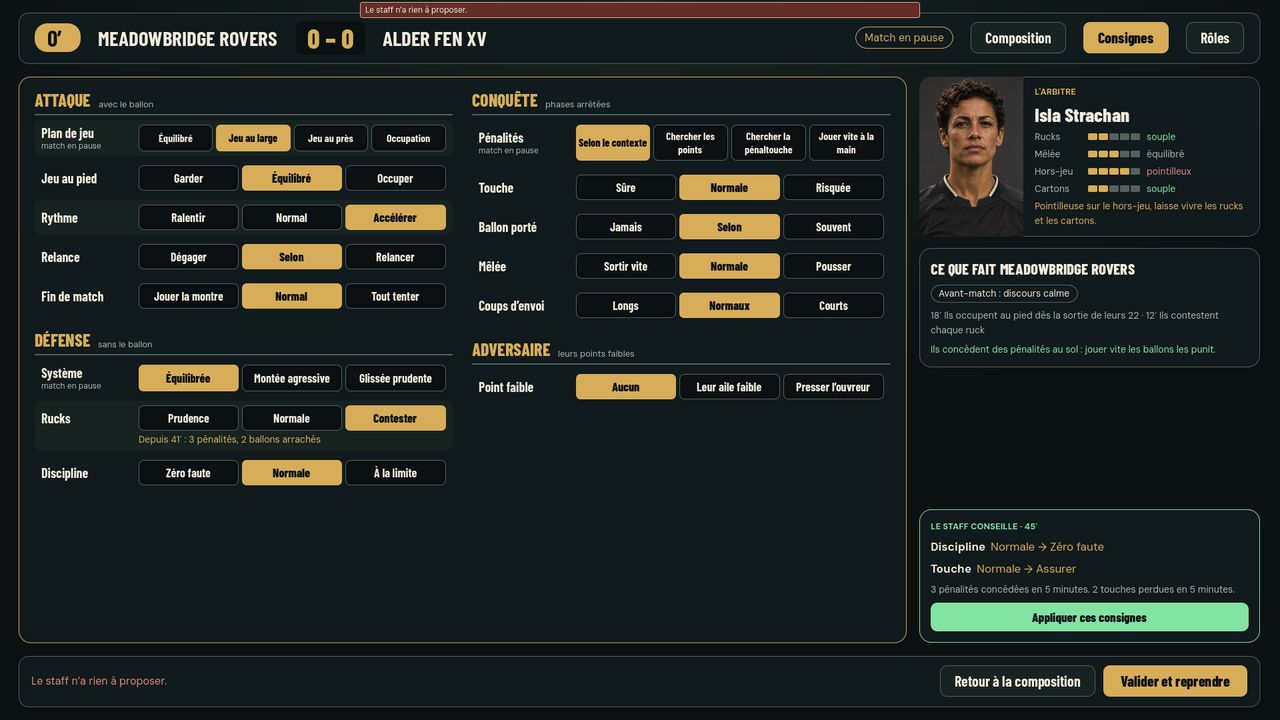 Le staff n'a rien à proposer.
0'
MEADOWBRIDGE ROVERS
0 – 0
ALDER FEN XV
Match en pause
Composition
Consignes
Rôles
ATTAQUE avec le ballon
Plan de jeu
match en pause
Équilibré
Jeu au large
Jeu au près
Occupation
Jeu au pied
Garder
Équilibré
Occuper
Rythme
Ralentir
Normal
Accélérer
Relance
Dégager
Selon
Relancer
Fin de match
Jouer la montre
Normal
Tout tenter
DÉFENSE sans le ballon
Système
match en pause
Équilibrée
Montée agressive
Glissée prudente
Rucks
Prudence
Normale
Contester
Depuis 41' : 3 pénalités, 2 ballons arrachés
Discipline
Zéro faute
Normale
À la limite
CONQUÊTE phases arrêtées
Pénalités
match en pause
Selon le contexte
Chercher les
points
Chercher la
pénaltouche
Jouer vite à la
main
Touche
Sûre
Normale
Risquée
Ballon porté
Jamais
Selon
Souvent
Mêlée
Sortir vite
Normale
Pousser
Coups d'envoi
Longs
Normaux
Courts
ADVERSAIRE leurs points faibles
Point faible
Aucun
Leur aile faible
Presser l'ouvreur
L'ARBITRE
Isla Strachan
Rucks souple
Mêlée équilibré
Hors-jeu pointilleux
Cartons souple
Pointilleuse sur le hors-jeu, laisse vivre les rucks
et les cartons.
CE QUE FAIT MEADOWBRIDGE ROVERS
Avant-match : discours calme
18' Ils occupent au pied dès la sortie de leurs 22 · 12' Ils contestent
chaque ruck
Ils concèdent des pénalités au sol : jouer vite les ballons les punit.
LE STAFF CONSEILLE · 45'
Discipline Normale → Zéro faute
Touche Normale → Assurer
3 pénalités concédées en 5 minutes. 2 touches perdues en 5 minutes.
Appliquer ces consignes
Le staff n'a rien à proposer.
Retour à la composition
Valider et reprendre